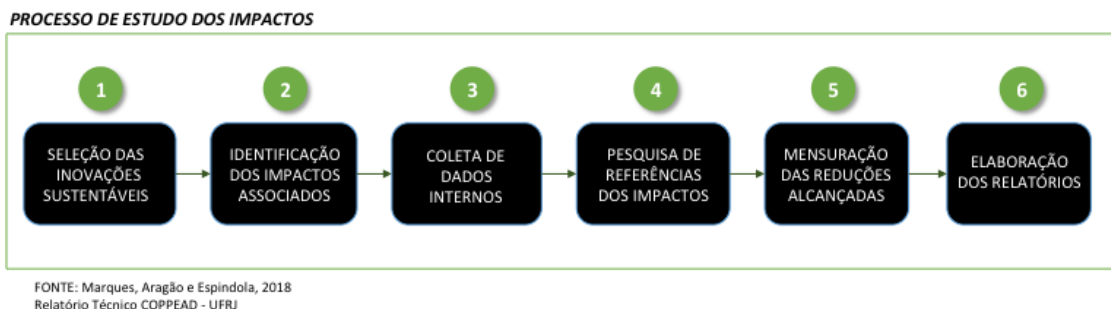 PROCESSO DE ESTUDO DOS IMPACTOS
1
SELEÇÃO DAS
INOVAÇÕES
SUSTENTÁVEIS
2
IDENTIFICAÇÃO
DOS IMPACTOS
ASSOCIADOS
3
COLETA DE
DADOS
INTERNOS
4
PESQUISA DE
REFERÊNCIAS
DOS IMPACTOS
5
MENSURAÇÃO
DAS REDUÇÕES
ALCANÇADAS
6
ELABORAÇÃO
DOS RELATÓRIOS
FONTE: Marques, Aragão e Espindola, 2018
Relatório Técnico COPPEAD - UFRJ